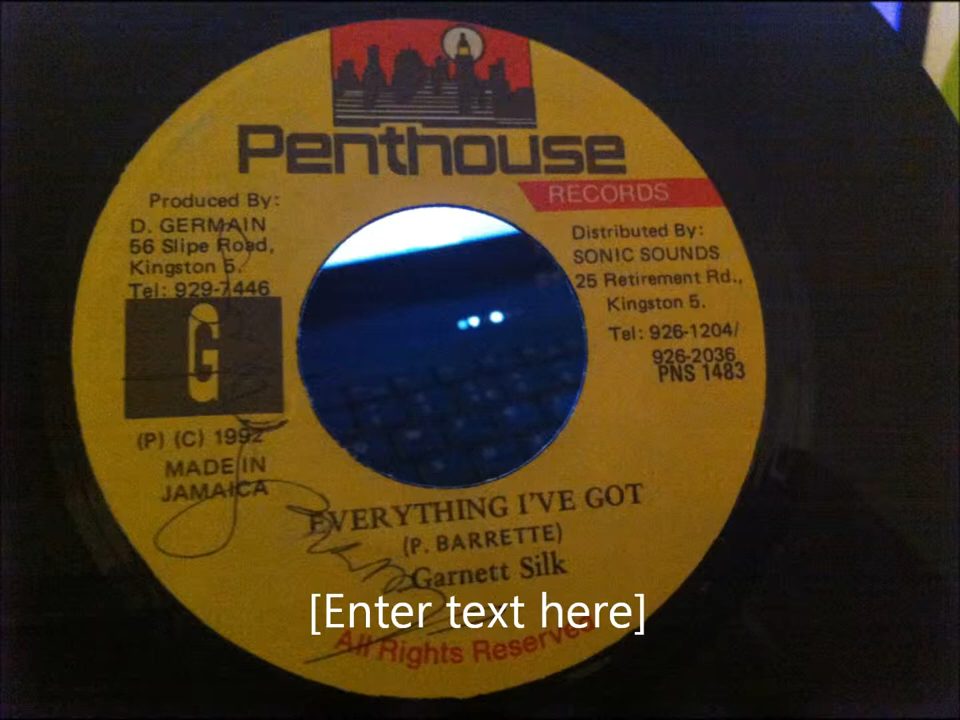 Penthouse
RECORDS
Produced By:
D. GERMAIN
56 Slipe Road,
Kingston 5.
Tel: 929-7446
G
(P) (C) 1992
MADE IN
JAMAICA
Distributed By:
SONIC SOUNDS
25 Retirement Rd.,
Kingston 5.
Tel: 926-1204/
926-2036
PNS 1483
EVERYTHING I'VE GOT
(P. BARRETTE)
Garnett Silk
[Enter text here]
All Rights Reserved